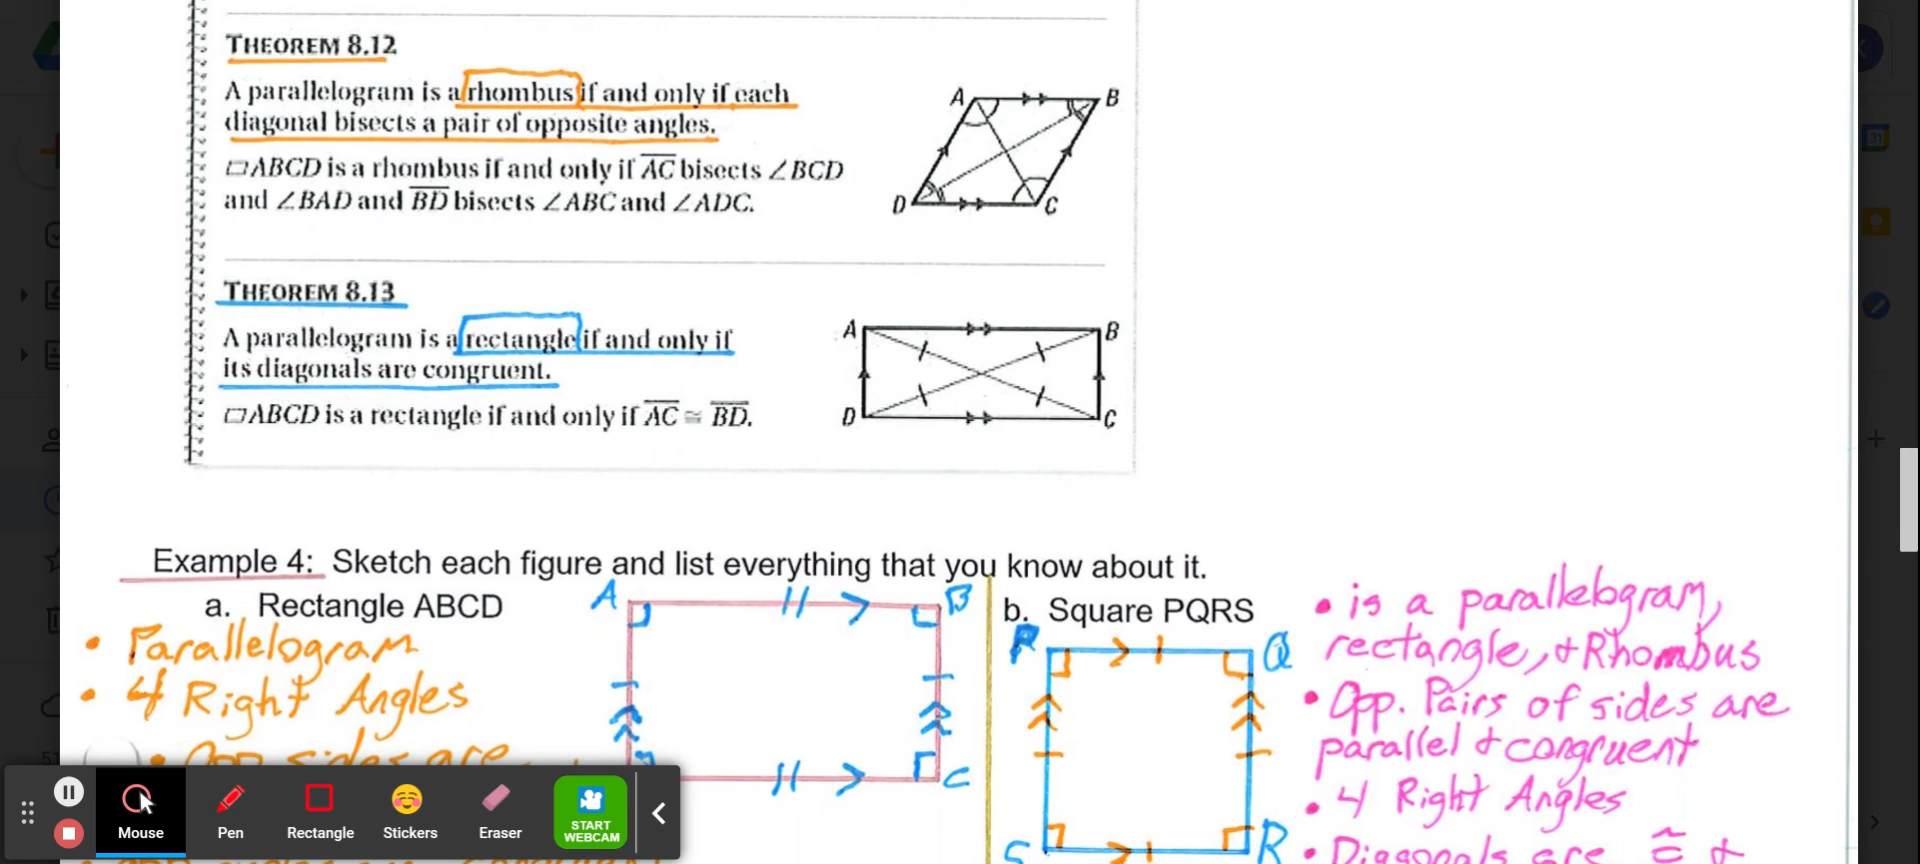 THEOREM 8.12
A parallelogram is a rhombus if and only if each
diagonal bisects a pair of opposite angles.
▱ABCD is a rhombus if and only if AC bisects ∠BCD
and ∠BAD and BD bisects ∠ABC and ∠ADC.
A
B
D
C
THEOREM 8.13
A parallelogram is a rectangle if and only if
its diagonals are congruent.
▱ABCD is a rectangle if and only if AC ≅ BD.
A
B
D
C
Example 4: Sketch each figure and list everything that you know about it.
a. Rectangle ABCD
• Parallelogram
• 4 Right Angles
• Opp sides are
A
B
C
b. Square PQRS
P
Q
S
R
• is a parallelogram,
rectangle, + Rhombus
• Opp. Pairs of sides are
parallel + congruent
• 4 Right Angles
• Diagonals are ≅ +
Mouse
Pen
Rectangle
Stickers
Eraser
START
WEBCAM
31